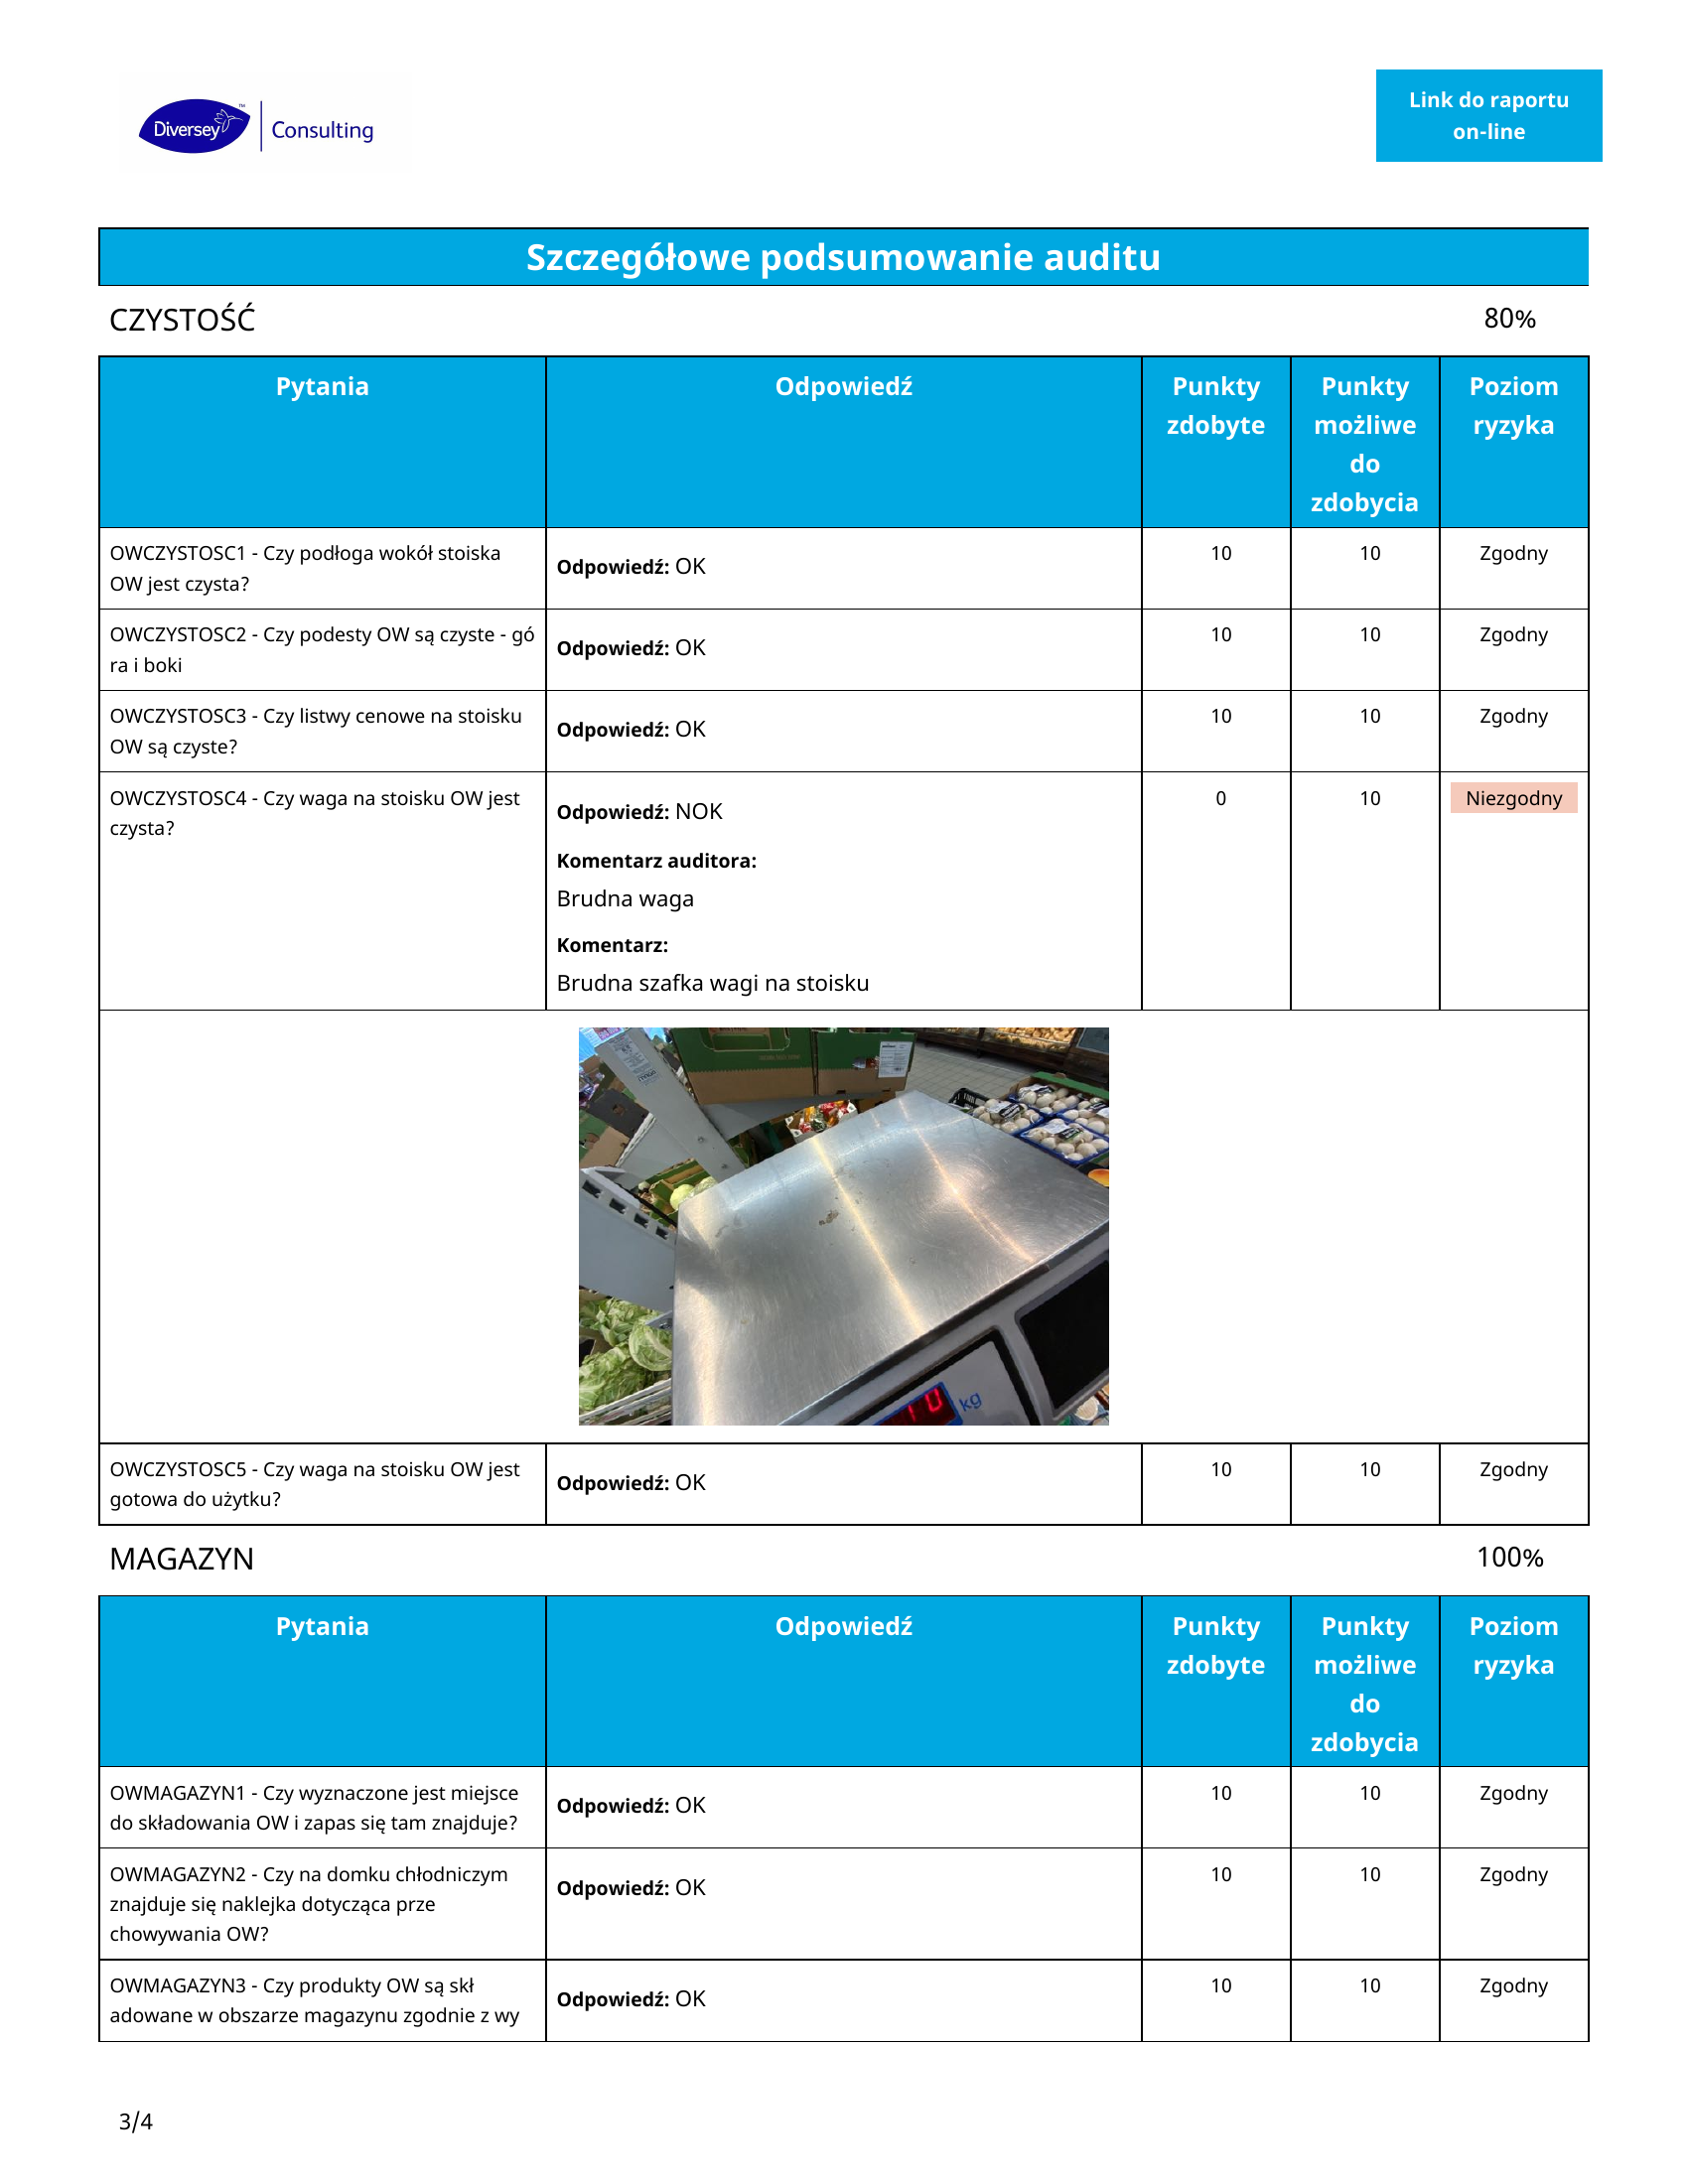 Diversey
TM
Consulting
Link do raportu
on-line
Szczegółowe podsumowanie auditu
CZYSTOŚĆ 80%
Pytania Odpowiedź Punkty zdobyte Punkty możliwe do zdobycia Poziom ryzyka
OWCZYSTOSC1 - Czy podłoga wokół stoiska
OW jest czysta?
Odpowiedź: OK
10 10 Zgodny
OWCZYSTOSC2 - Czy podesty OW są czyste - gó
ra i boki
Odpowiedź: OK
10 10 Zgodny
OWCZYSTOSC3 - Czy listwy cenowe na stoisku
OW są czyste?
Odpowiedź: OK
10 10 Zgodny
OWCZYSTOSC4 - Czy waga na stoisku OW jest
czysta?
Odpowiedź: NOK
Komentarz auditora:
Brudna waga
Komentarz:
Brudna szafka wagi na stoisku
0 10 Niezgodny
kg
OWCZYSTOSC5 - Czy waga na stoisku OW jest
gotowa do użytku?
Odpowiedź: OK
10 10 Zgodny
MAGAZYN 100%
Pytania Odpowiedź Punkty zdobyte Punkty możliwe do zdobycia Poziom ryzyka
OWMAGAZYN1 - Czy wyznaczone jest miejsce
do składowania OW i zapas się tam znajduje?
Odpowiedź: OK
10 10 Zgodny
OWMAGAZYN2 - Czy na domku chłodniczym
znajduje się naklejka dotycząca prze
chowywania OW?
Odpowiedź: OK
10 10 Zgodny
OWMAGAZYN3 - Czy produkty OW są skł
adowane w obszarze magazynu zgodnie z wy
Odpowiedź: OK
10 10 Zgodny
3/4